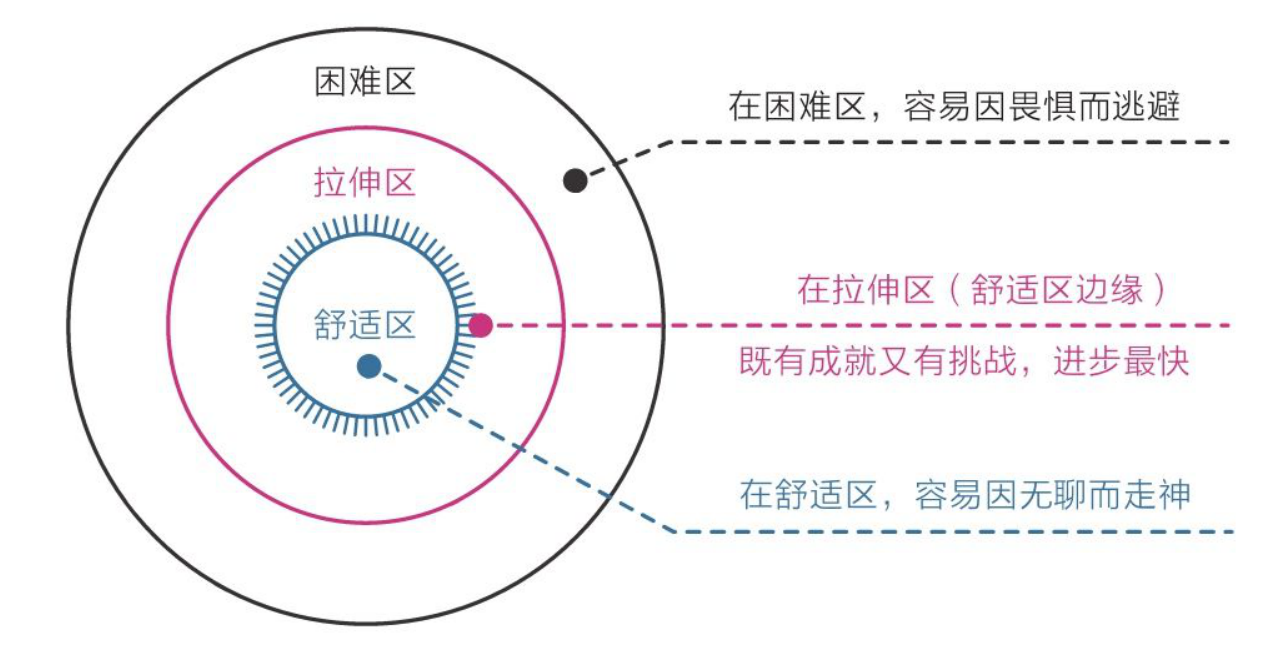 困难区
在困难区，容易因畏惧而逃避
拉伸区
在拉伸区（舒适区边缘）
舒适区
既有成就又有挑战，进步最快
在舒适区，容易因无聊而走神